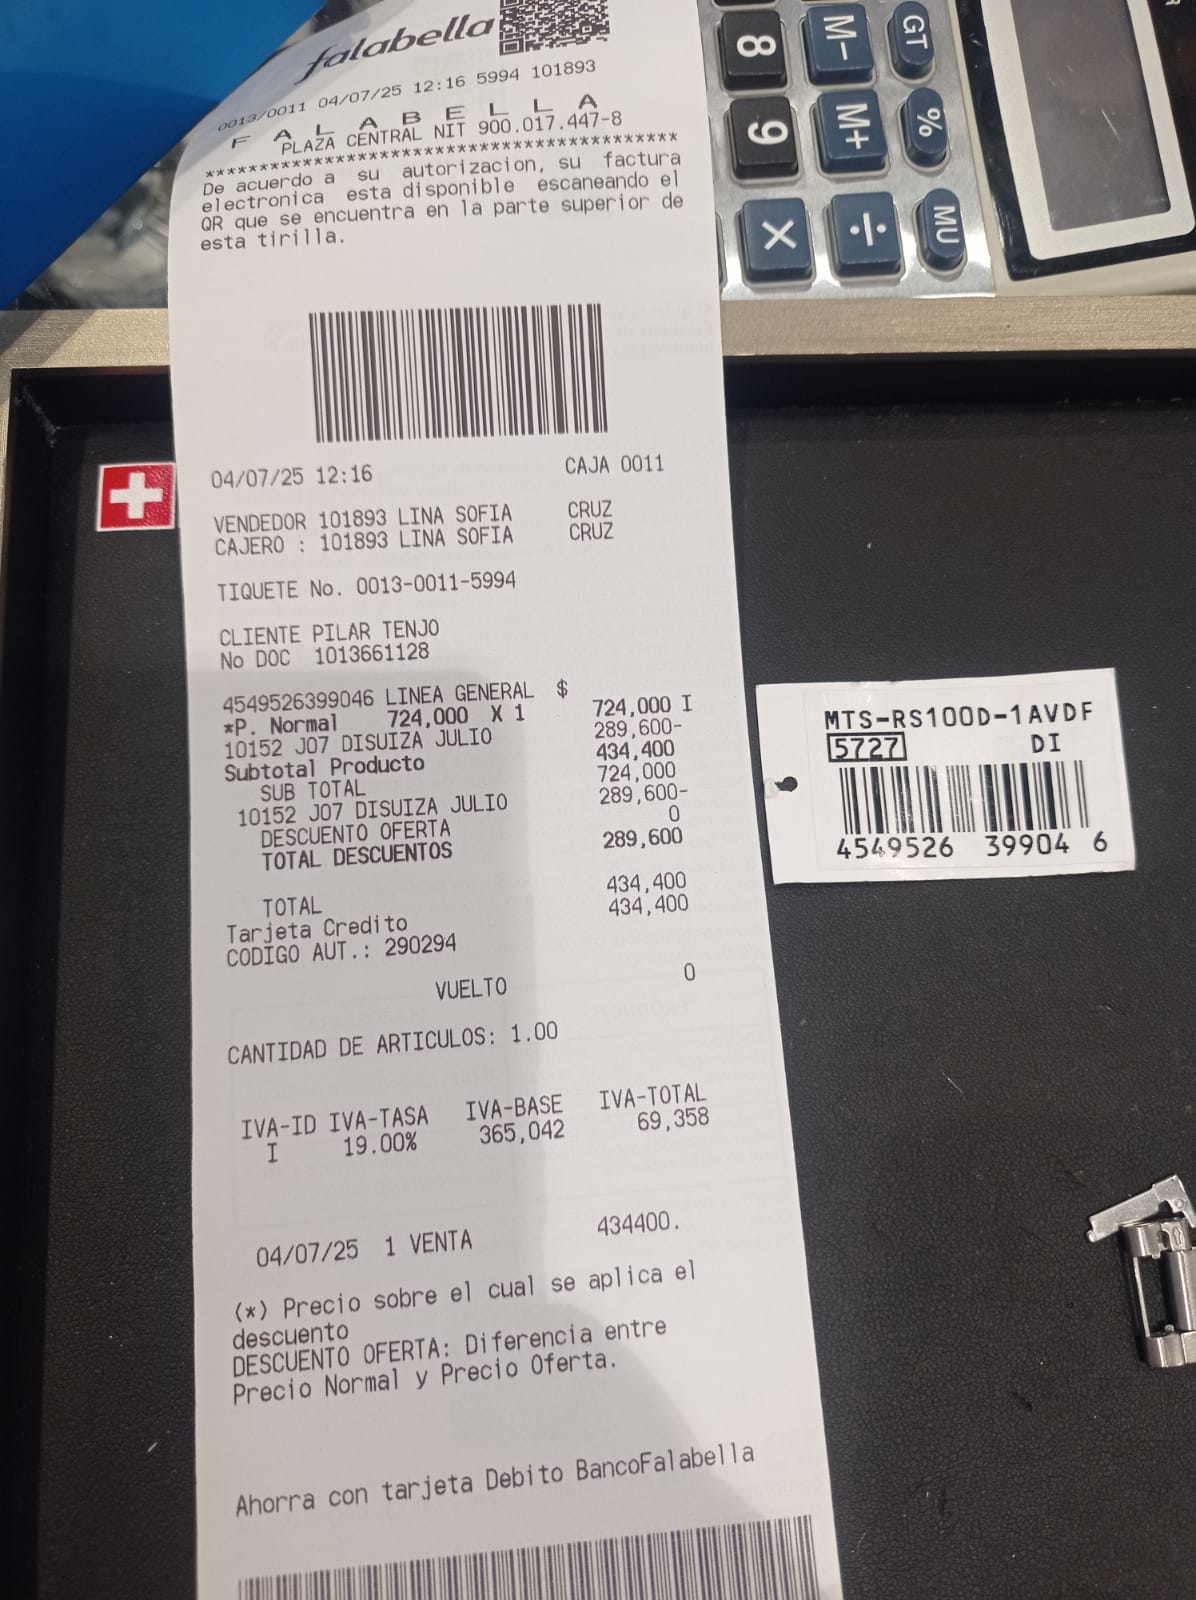 falabella
0013/0011 04/07/25 12:16 5994 101893
F A L A B E L L A
PLAZA CENTRAL NIT 900.017.447-8
****************************************
De acuerdo a su autorizacion, su factura
electronica esta disponible escaneando el
QR que se encuentra en la parte superior de
esta tirilla.
04/07/25 12:16 CAJA 0011
VENDEDOR 101893 LINA SOFIA CRUZ
CAJERO : 101893 LINA SOFIA CRUZ
TIQUETE No. 0013-0011-5994
CLIENTE PILAR TENJO
No DOC 1013661128
4549526399046 LINEA GENERAL $
*P. Normal 724,000 X 1 724,000 I
10152 J07 DISUIZA JULIO 289,600-
Subtotal Producto 434,400
SUB TOTAL 724,000
10152 J07 DISUIZA JULIO 289,600-
DESCUENTO OFERTA 0
TOTAL DESCUENTOS 289,600
TOTAL 434,400
Tarjeta Credito 434,400
CODIGO AUT.: 290294
VUELTO 0
CANTIDAD DE ARTICULOS: 1.00
IVA-ID IVA-TASA IVA-BASE IVA-TOTAL
I 19.00% 365,042 69,358
04/07/25 1 VENTA 434400.
(*) Precio sobre el cual se aplica el
descuento
DESCUENTO OFERTA: Diferencia entre
Precio Normal y Precio Oferta.
Ahorra con tarjeta Debito BancoFalabella
MTS-RS100D-1AVDF
5727 DI
4549526 39904 6
8 M- GT
9 M+ %
X ÷ MU